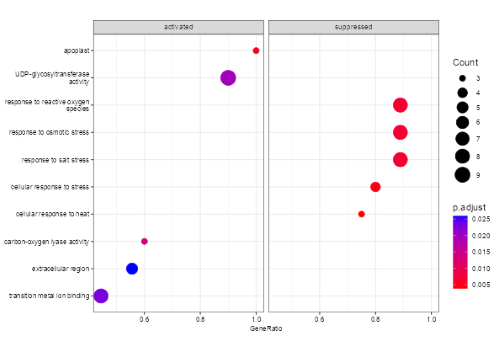 activated
suppressed
apoplast
UDP-glycosyltransferase
activity
response to reactive oxygen
species
response to osmotic stress
response to salt stress
cellular response to stress
cellular response to heat
carbon-oxygen lyase activity
extracellular region
transition metal ion binding
0.6
0.8
1.0
0.6
0.8
1.0
GeneRatio
Count
3
4
5
6
7
8
9
p.adjust
0.025
0.020
0.015
0.010
0.005